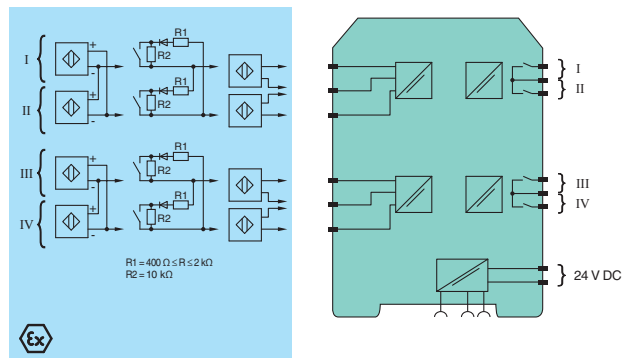 I
+
-
II
+
-
R1
R2
R1
R2
III
+
-
IV
+
-
R1
R2
R1
R2
R1 = 400 Ω ≤ R ≤ 2 kΩ
R2 = 10 kΩ
Ex
I
II
III
IV
24 V DC